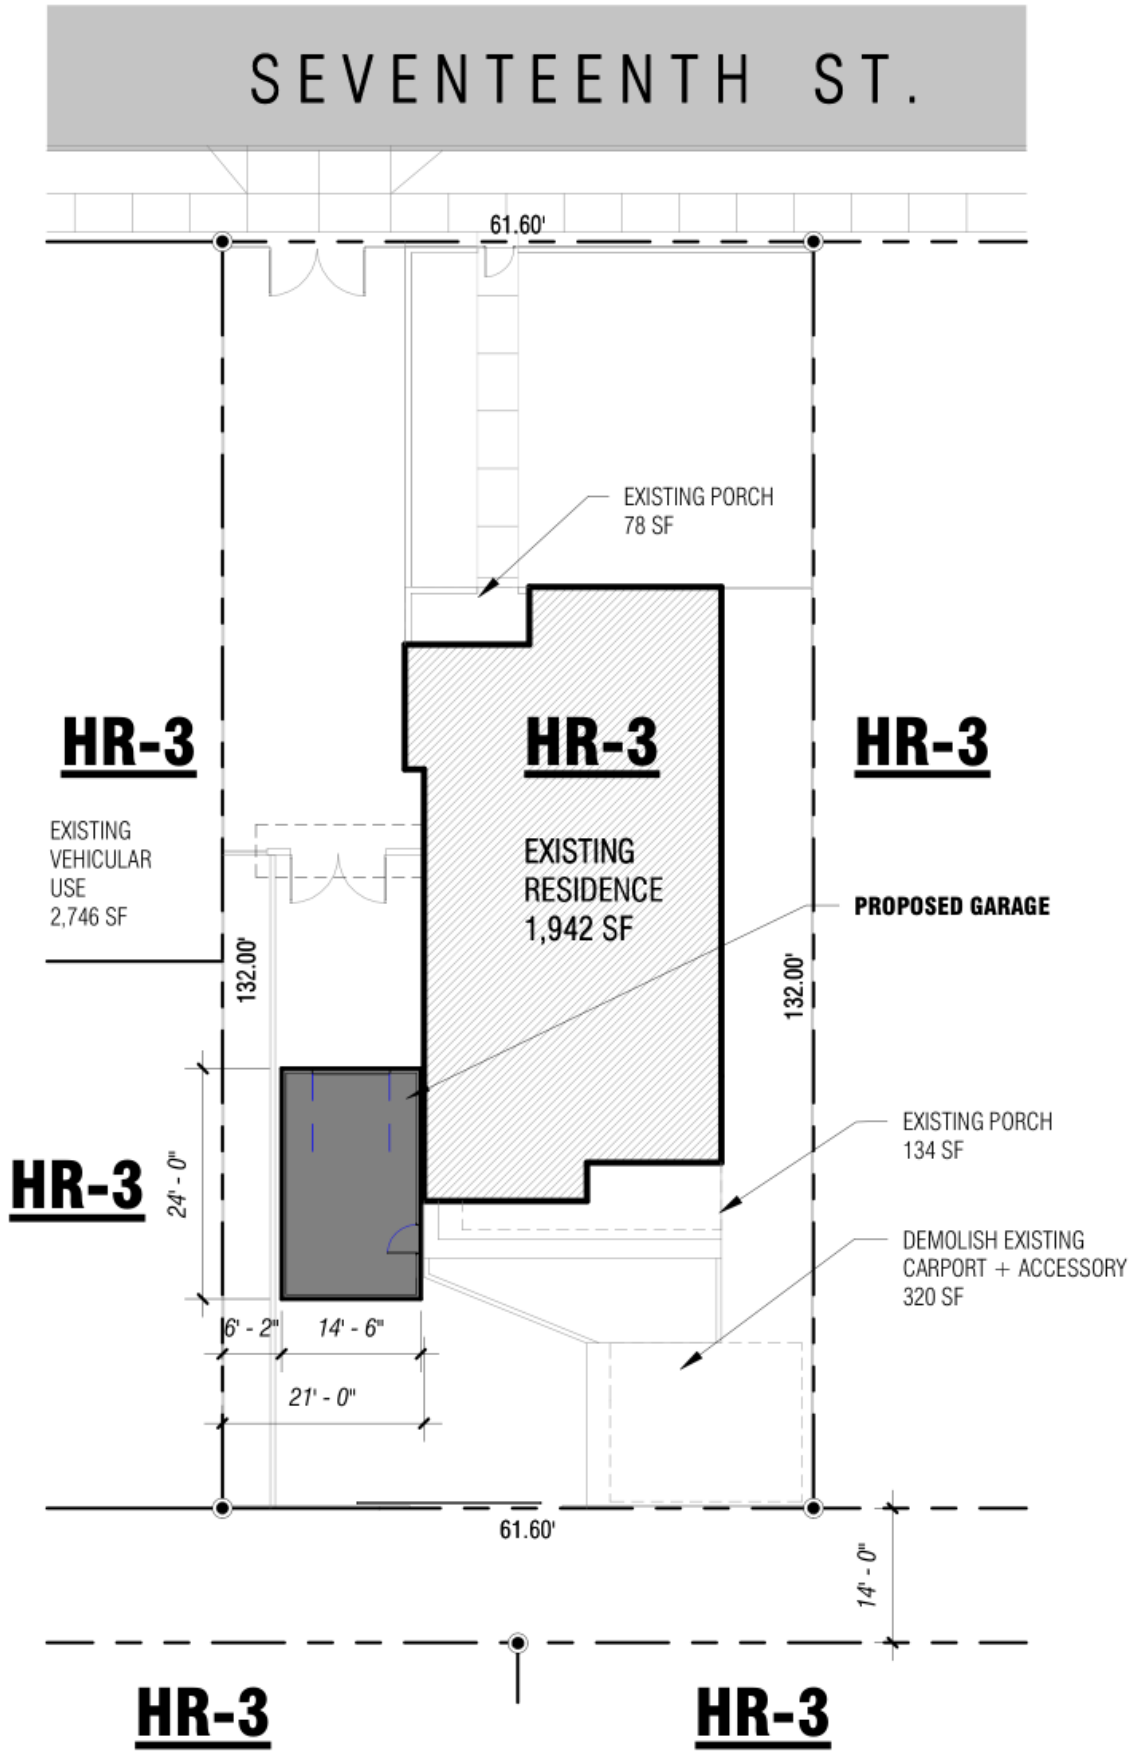 SEVENTEENTH ST.
61.60'
EXISTING PORCH
78 SF
HR-3
HR-3
HR-3
EXISTING
VEHICULAR
USE
2,746 SF
EXISTING
RESIDENCE
1,942 SF
PROPOSED GARAGE
132.00'
132.00'
EXISTING PORCH
134 SF
HR-3
24' - 0"
DEMOLISH EXISTING
CARPORT + ACCESSORY
320 SF
6' - 2"
14' - 6"
21' - 0"
61.60'
14' - 0"
HR-3
HR-3